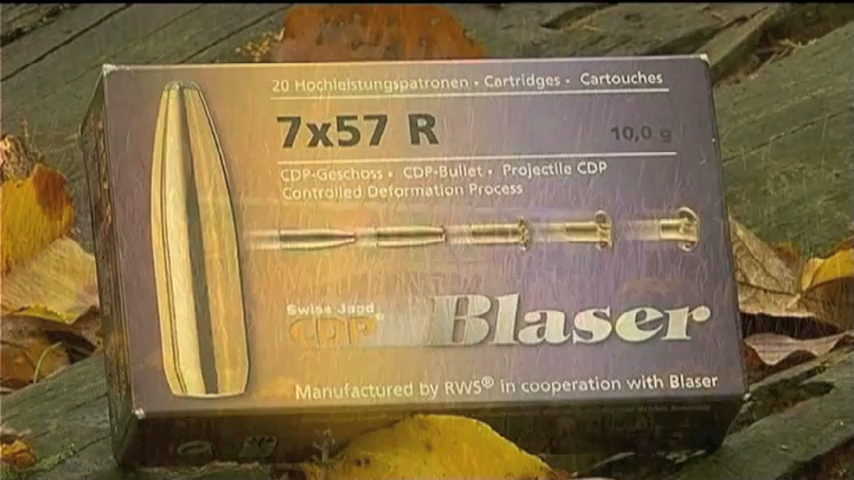 20 Hochleistungspatronen • Cartridges • Cartouches
7x57 R
10,0 g
CDP-Geschoss • CDP-Bullet • Projectile CDP
Controlled Deformation Process
Swiss Jagd
CDP®
Blaser
Manufactured by RWS® in cooperation with Blaser